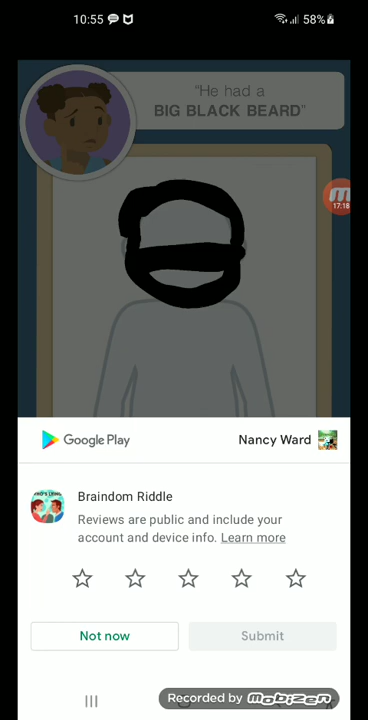 10:55
58%
"He had a
BIG BLACK BEARD"
17:18
Google Play
Nancy Ward
Braindom Riddle
Reviews are public and include your
account and device info. Learn more
Not now
Submit
Recorded by mobizen